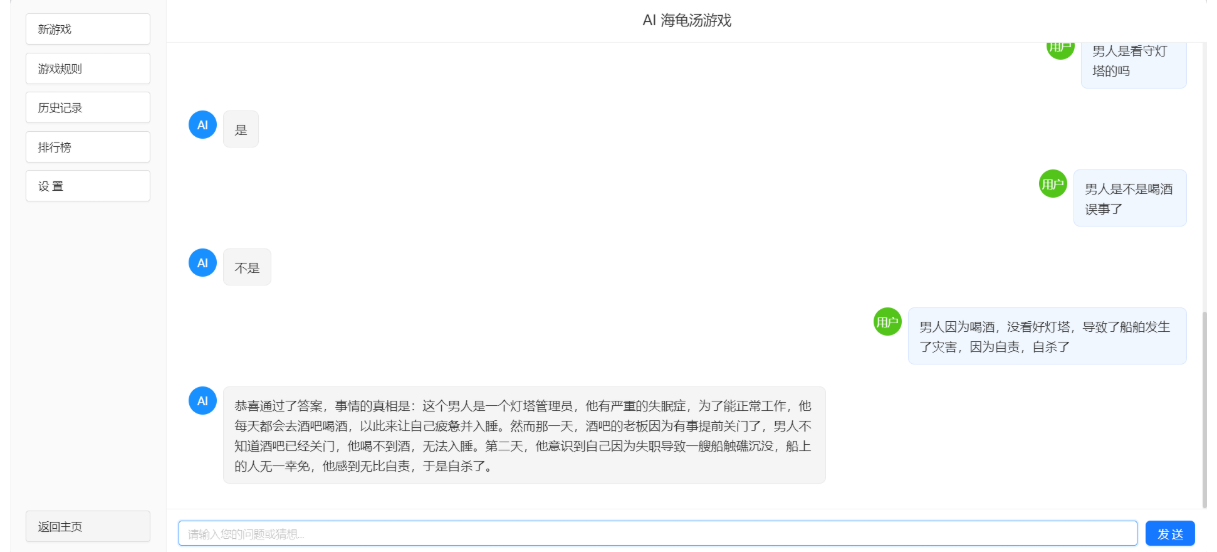 AI 海龟汤游戏
新游戏
游戏规则
历史记录
排行榜
设 置
返回主页
用户
男人是看守灯
塔的吗
AI
是
用户
男人是不是喝酒
误事了
AI
不是
用户
男人因为喝酒，没看好灯塔，导致了船舶发生
了灾害，因为自责，自杀了
AI
恭喜通过了答案，事情的真相是：这个男人是一个灯塔管理员，他有严重的失眠症，为了能正常工作，他
每天都会去酒吧喝酒，以此来让自己疲惫并入睡。然而那一天，酒吧的老板因为有事提前关门了，男人不
知道酒吧已经关门，他喝不到酒，无法入睡。第二天，他意识到自己因为失职导致一艘船触礁沉没，船上
的人无一幸免，他感到无比自责，于是自杀了。
请输入您的问题或猜想...
发 送